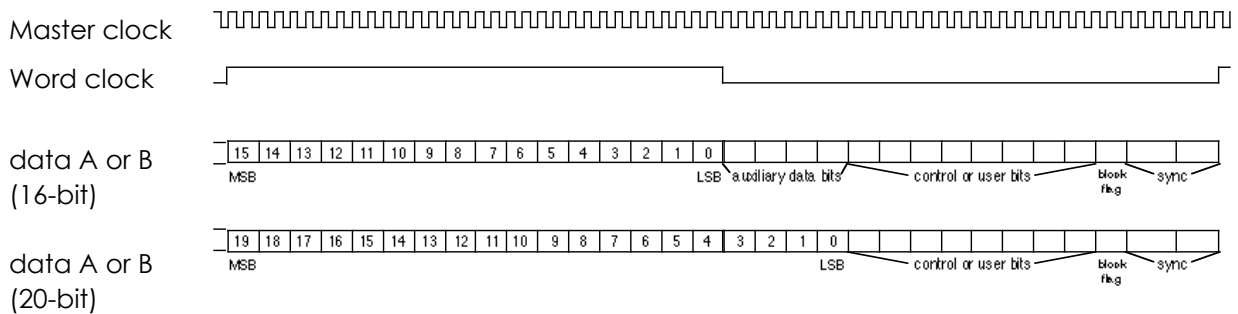 Master clock
Word clock
data A or B
(16-bit)
15 14 13 12 11 10 9 8 7 6 5 4 3 2 1 0
MSB LSB auxiliary data bits control or user bits block flag sync
data A or B
(20-bit)
19 18 17 16 15 14 13 12 11 10 9 8 7 6 5 4 3 2 1 0
MSB LSB control or user bits block flag sync